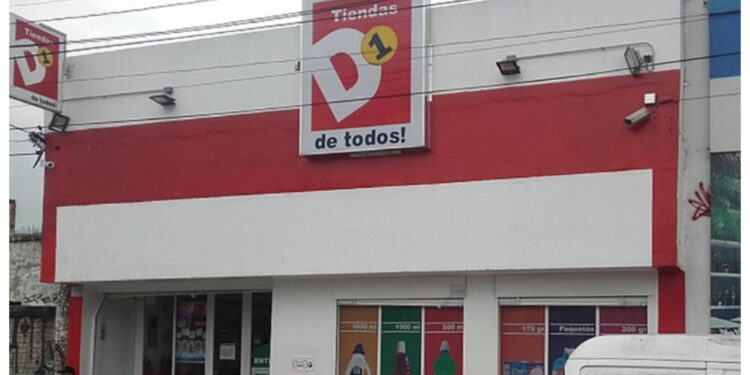 Tiendas
D1
de todos!
Tiendas
D1
de todos!
1000 ml
1000 ml
500 ml
170 gr
Paquetón
200 gr